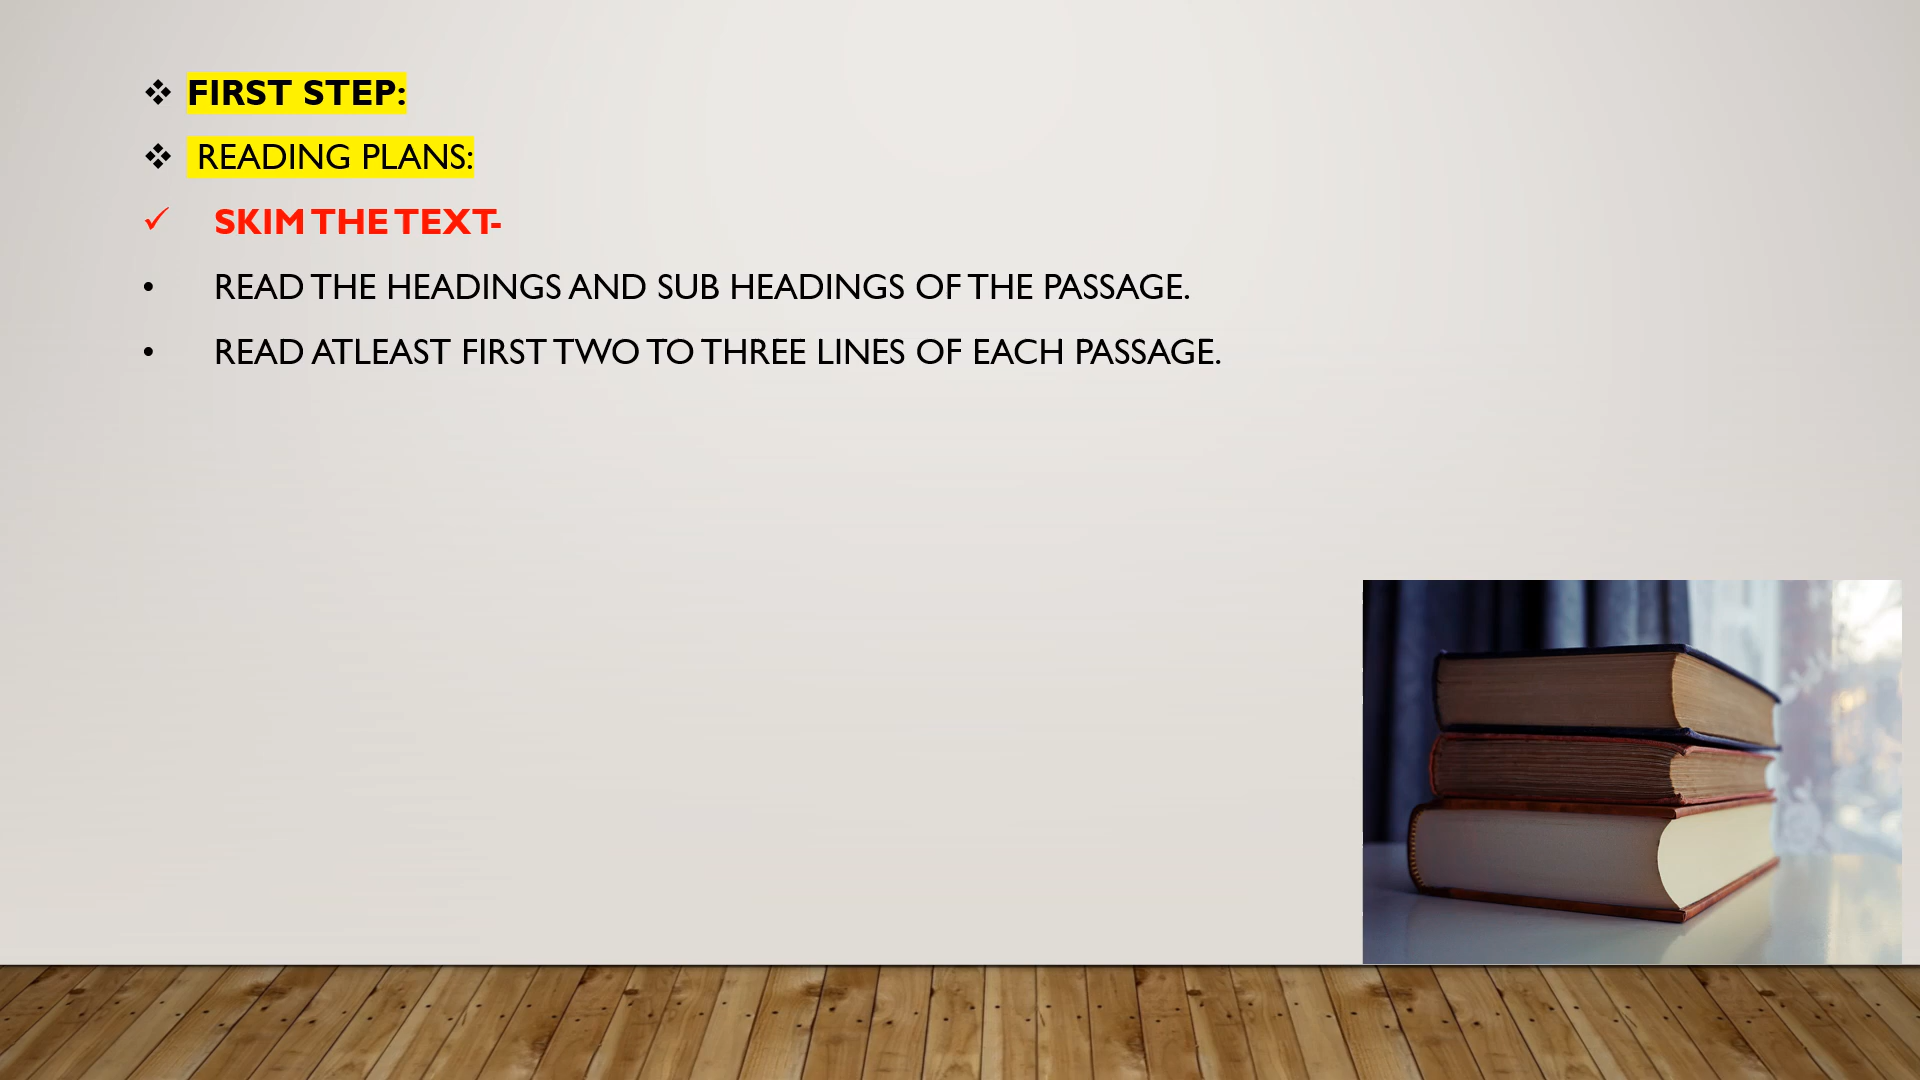 ❖ FIRST STEP:
❖ READING PLANS:
✓ SKIM THE TEXT-
• READ THE HEADINGS AND SUB HEADINGS OF THE PASSAGE.
• READ ATLEAST FIRST TWO TO THREE LINES OF EACH PASSAGE.